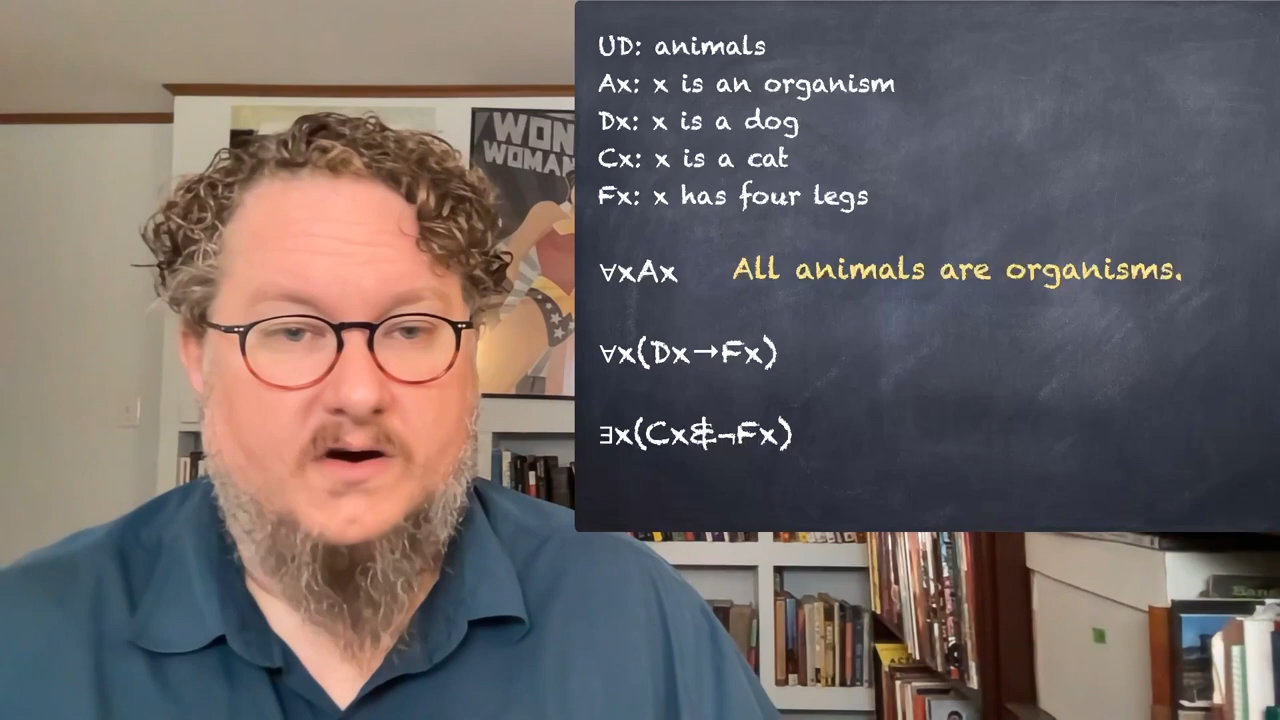 WON
WOMAN
UD: animals
Ax: x is an organism
Dx: x is a dog
Cx: x is a cat
Fx: x has four legs
∀xAx All animals are organisms.
∀x(Dx→Fx)
∃x(Cx&¬Fx)